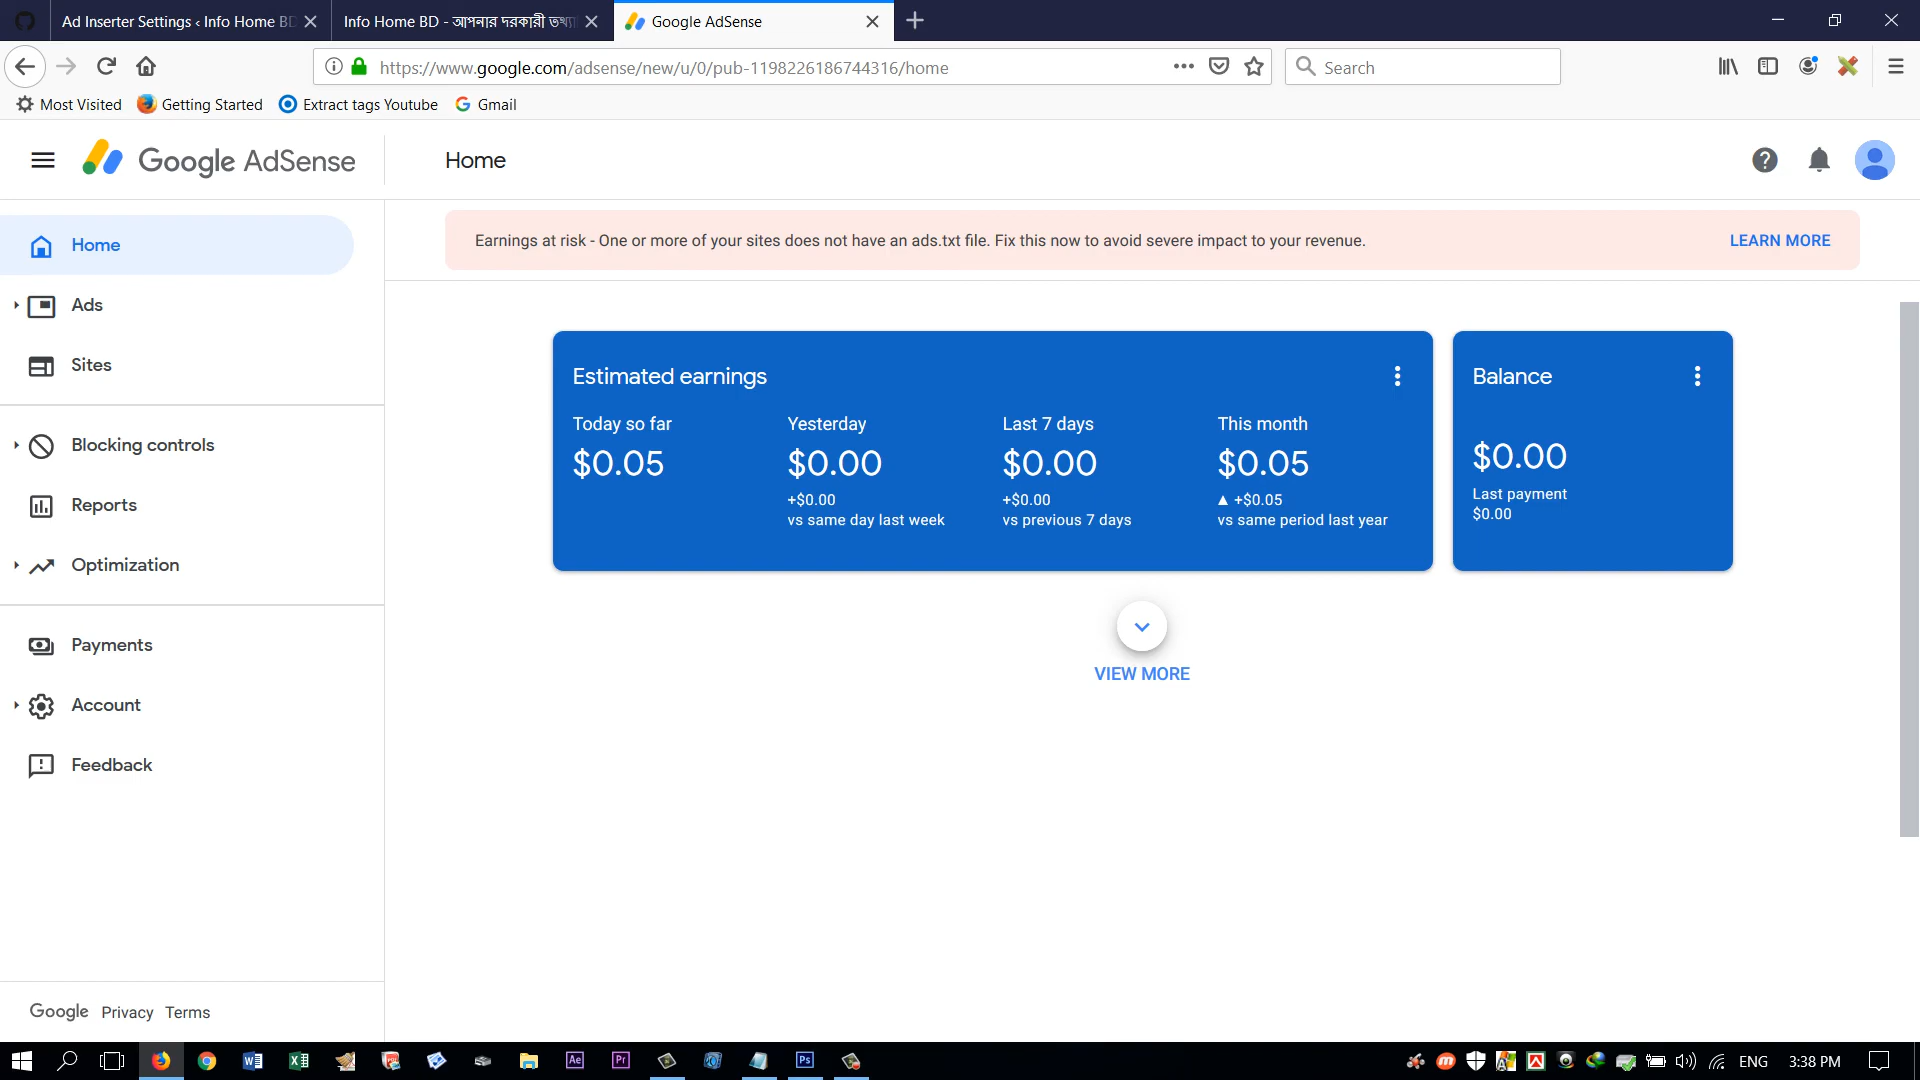 Ad Inserter Settings ‹ Info Home BD
Info Home BD - আপনার দরকারী তথ্য
Google AdSense
https://www.google.com/adsense/new/u/0/pub-1198226186744316/home
Search
Most Visited
Getting Started
Extract tags Youtube
Gmail
Google AdSense
Home
Home
Ads
Sites
Blocking controls
Reports
Optimization
Payments
Account
Feedback
Google Privacy Terms
Earnings at risk - One or more of your sites does not have an ads.txt file. Fix this now to avoid severe impact to your revenue.
LEARN MORE
Estimated earnings
Today so far
$0.05
Yesterday
$0.00
+$0.00
vs same day last week
Last 7 days
$0.00
+$0.00
vs previous 7 days
This month
$0.05
▲ +$0.05
vs same period last year
Balance
$0.00
Last payment
$0.00
VIEW MORE
Ae
Pr
Ps
ENG
3:38 PM